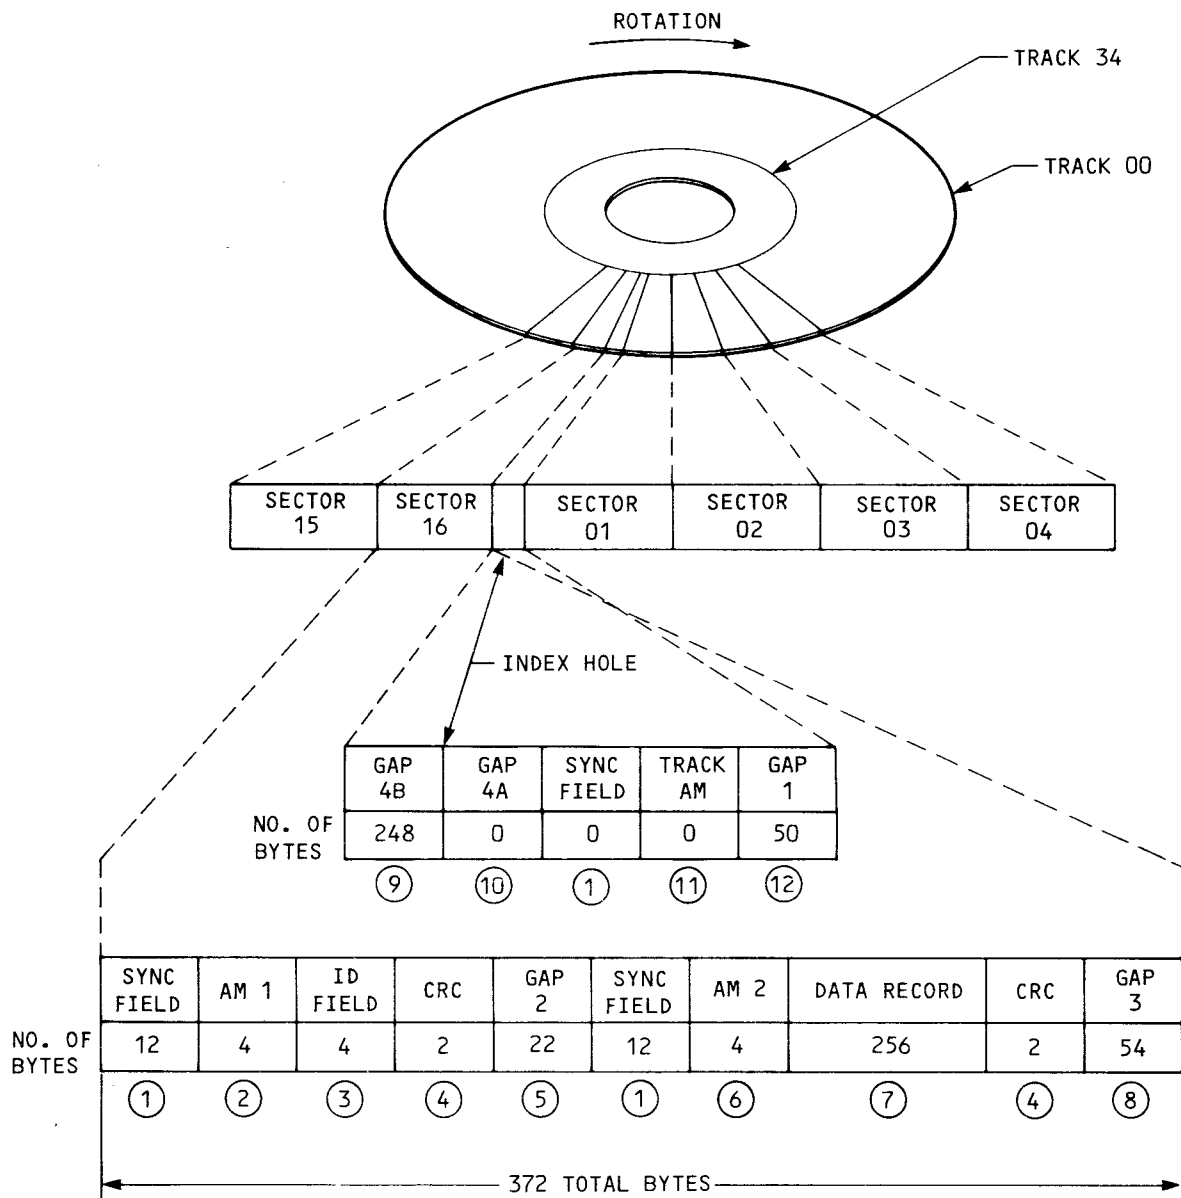 ROTATION
TRACK 34
TRACK 00
SECTOR 15
SECTOR 16
SECTOR 01
SECTOR 02
SECTOR 03
SECTOR 04
INDEX HOLE
GAP 4B
GAP 4A
SYNC FIELD
TRACK AM
GAP 1
NO. OF BYTES
248 0 0 0 50
9 10 1 11 12
SYNC FIELD
AM 1
ID FIELD
CRC
GAP 2
SYNC FIELD
AM 2
DATA RECORD
CRC
GAP 3
NO. OF BYTES
12 4 4 2 22 12 4 256 2 54
1 2 3 4 5 1 6 7 4 8
372 TOTAL BYTES